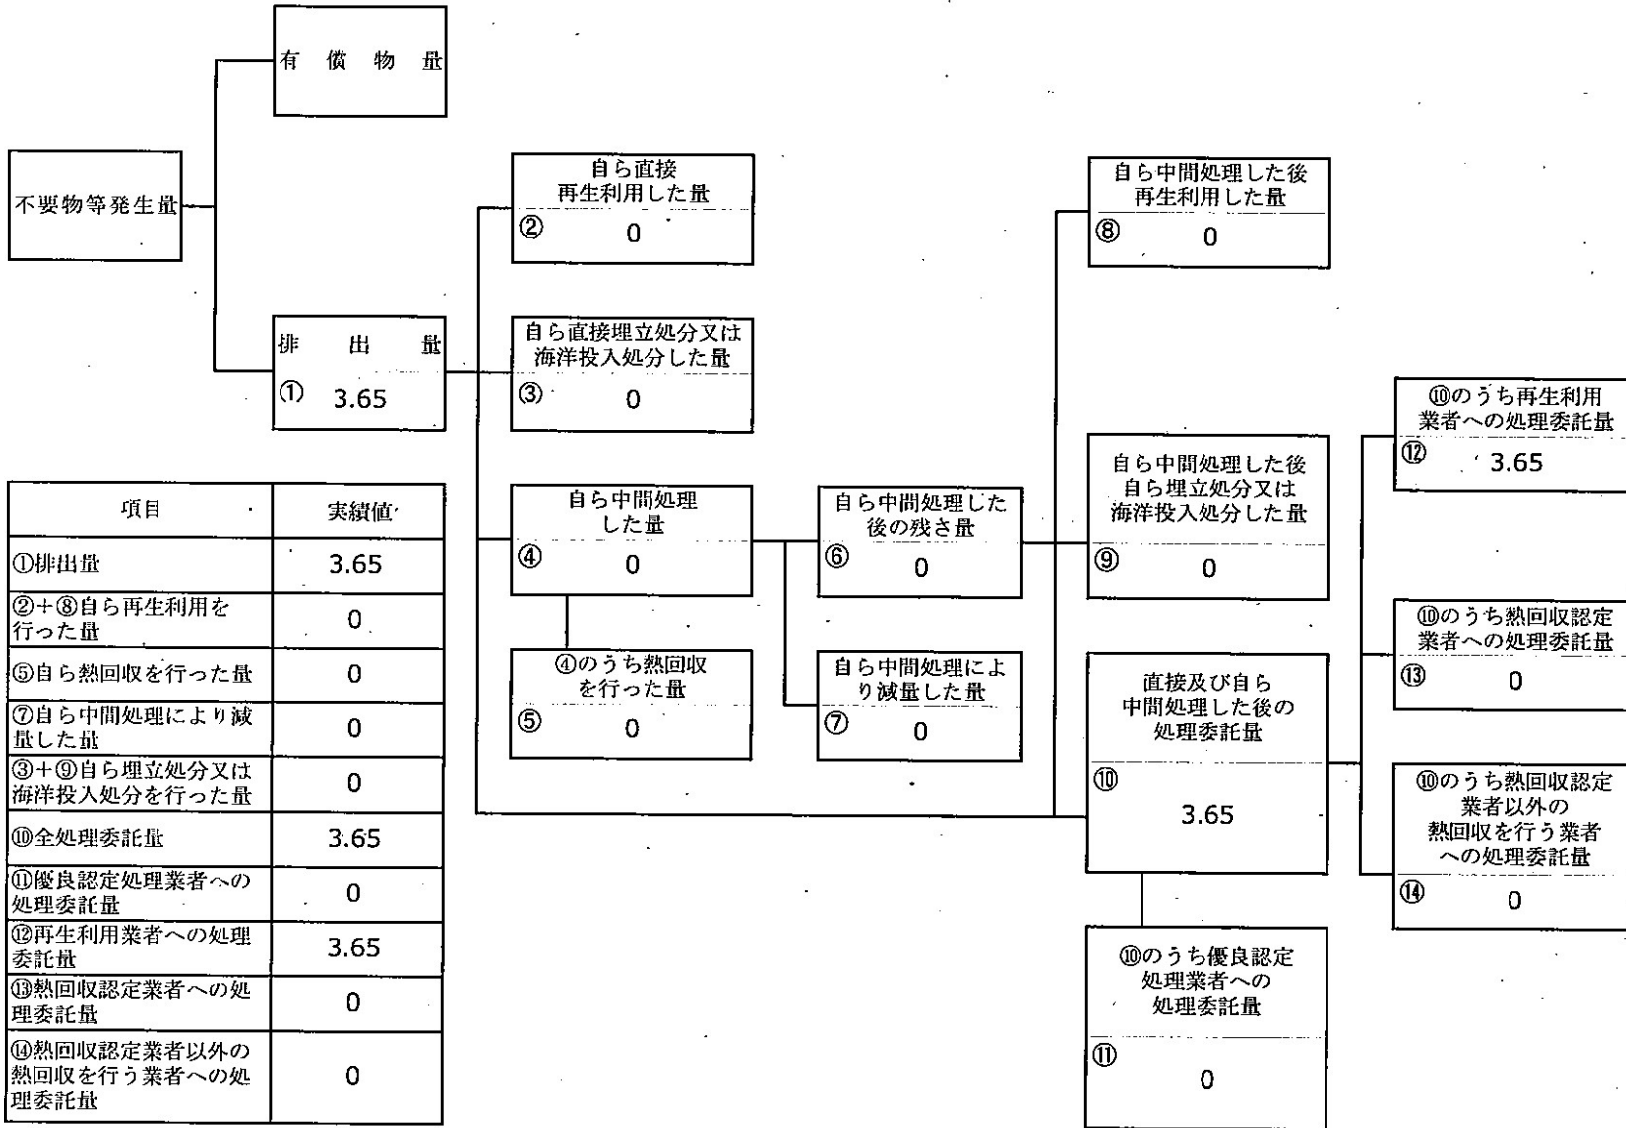 有償物量
不要物等発生量
排出量
① 3.65
自ら直接
再生利用した量
② 0
自ら直接埋立処分又は
海洋投入処分した量
③ 0
自ら中間処理
した量
④ 0
④のうち熱回収
を行った量
⑤ 0
自ら中間処理した
後の残さ量
⑥ 0
自ら中間処理によ
り減量した量
⑦ 0
自ら中間処理した後
再生利用した量
⑧ 0
自ら中間処理した後
自ら埋立処分又は
海洋投入処分した量
⑨ 0
直接及び自ら
中間処理した後の
処理委託量
⑩
3.65
⑩のうち優良認定
処理業者への
処理委託量
⑪
0
⑩のうち再生利用
業者への処理委託量
⑫ 3.65
⑩のうち熱回収認定
業者への処理委託量
⑬ 0
⑩のうち熱回収認定
業者以外の
熱回収を行う業者
への処理委託量
⑭ 0
項目 実績値
①排出量 3.65
②+⑧自ら再生利用を
行った量 0
⑤自ら熱回収を行った量 0
⑦自ら中間処理により減
量した量 0
③+⑨自ら埋立処分又は
海洋投入処分を行った量 0
⑩全処理委託量 3.65
⑪優良認定処理業者への
処理委託量 0
⑫再生利用業者への処理
委託量 3.65
⑬熱回収認定業者への処
理委託量 0
⑭熱回収認定業者以外の
熱回収を行う業者への処
理委託量 0